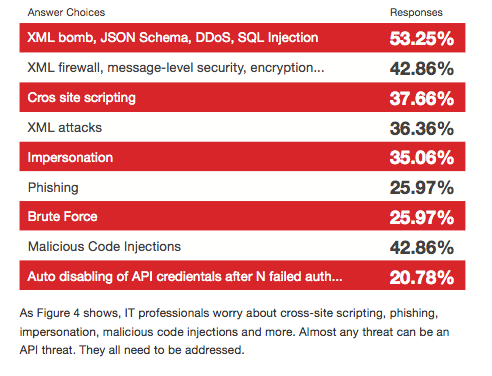 Answer Choices Responses
XML bomb, JSON Schema, DDoS, SQL Injection 53.25%
XML firewall, message-level security, encryption... 42.86%
Cros site scripting 37.66%
XML attacks 36.36%
Impersonation 35.06%
Phishing 25.97%
Brute Force 25.97%
Malicious Code Injections 42.86%
Auto disabling of API credientals after N failed auth... 20.78%
As Figure 4 shows, IT professionals worry about cross-site scripting, phishing,
impersonation, malicious code injections and more. Almost any threat can be an
API threat. They all need to be addressed.